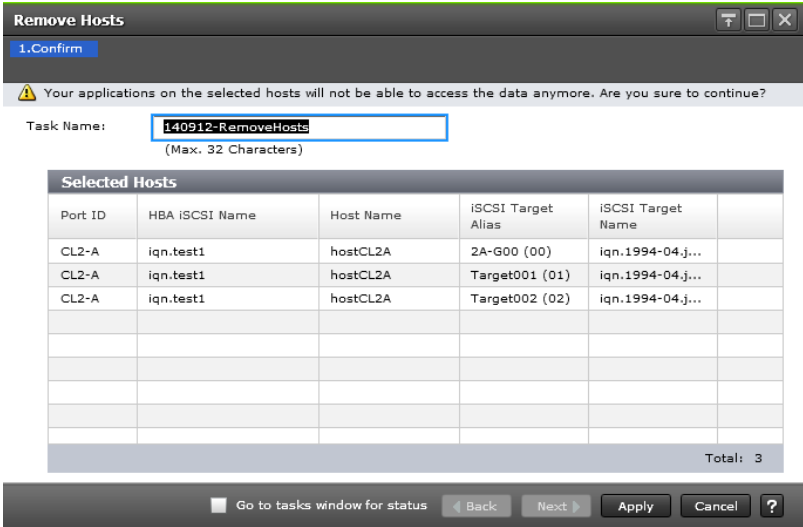 Remove Hosts
1.Confirm
Your applications on the selected hosts will not be able to access the data anymore. Are you sure to continue?
Task Name: 140912-RemoveHosts
(Max. 32 Characters)
Selected Hosts
Port ID HBA iSCSI Name Host Name iSCSI Target Alias iSCSI Target Name
CL2-A iqn.test1 hostCL2A 2A-G00 (00) iqn.1994-04.j...
CL2-A iqn.test1 hostCL2A Target001 (01) iqn.1994-04.j...
CL2-A iqn.test1 hostCL2A Target002 (02) iqn.1994-04.j...
Total: 3
Go to tasks window for status Back Next Apply Cancel ?